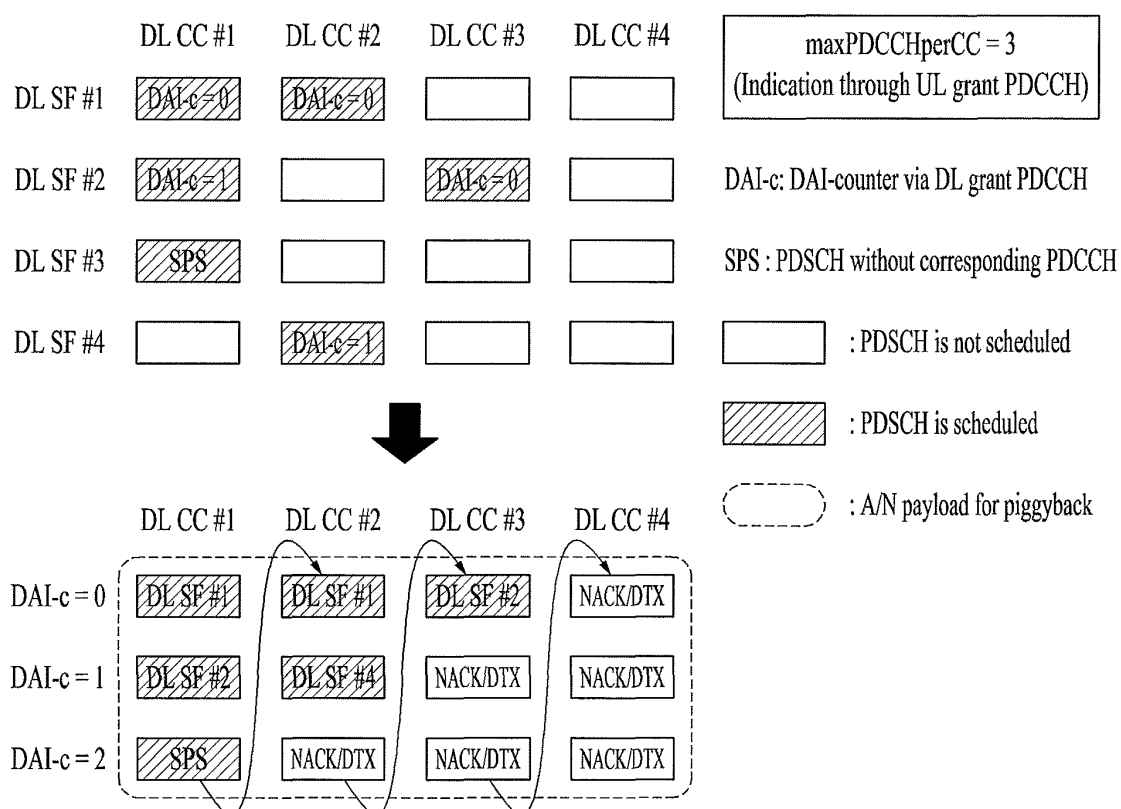 DL CC #1 DL CC #2 DL CC #3 DL CC #4
maxPDCCHperCC = 3
(Indication through UL grant PDCCH)
DL SF #1 DAI-c = 0 DAI-c = 0
DL SF #2 DAI-c = 1 DAI-c = 0
DAI-c: DAI-counter via DL grant PDCCH
DL SF #3 SPS
SPS : PDSCH without corresponding PDCCH
DL SF #4 DAI-c = 1
: PDSCH is not scheduled
: PDSCH is scheduled
: A/N payload for piggyback
DL CC #1 DL CC #2 DL CC #3 DL CC #4
DAI-c = 0 DL SF #1 DL SF #1 DL SF #2 NACK/DTX
DAI-c = 1 DL SF #2 DL SF #4 NACK/DTX NACK/DTX
DAI-c = 2 SPS NACK/DTX NACK/DTX NACK/DTX